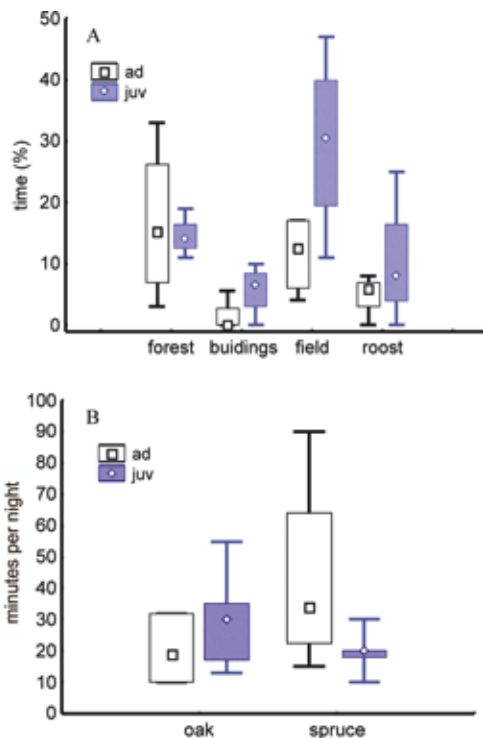 A
ad
juv
time (%)
50
40
30
20
10
0
forest buidings field roost
B
ad
juv
minutes per night
100
90
80
70
60
50
40
30
20
10
0
oak spruce